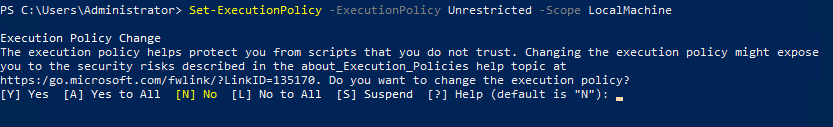 PS C:\Users\Administrator> Set-ExecutionPolicy -ExecutionPolicy Unrestricted -Scope LocalMachine
Execution Policy Change
The execution policy helps protect you from scripts that you do not trust. Changing the execution policy might expose
you to the security risks described in the about_Execution_Policies help topic at
https:/go.microsoft.com/fwlink/?LinkID=135170. Do you want to change the execution policy?
[Y] Yes  [A] Yes to All  [N] No  [L] No to All  [S] Suspend  [?] Help (default is "N"):